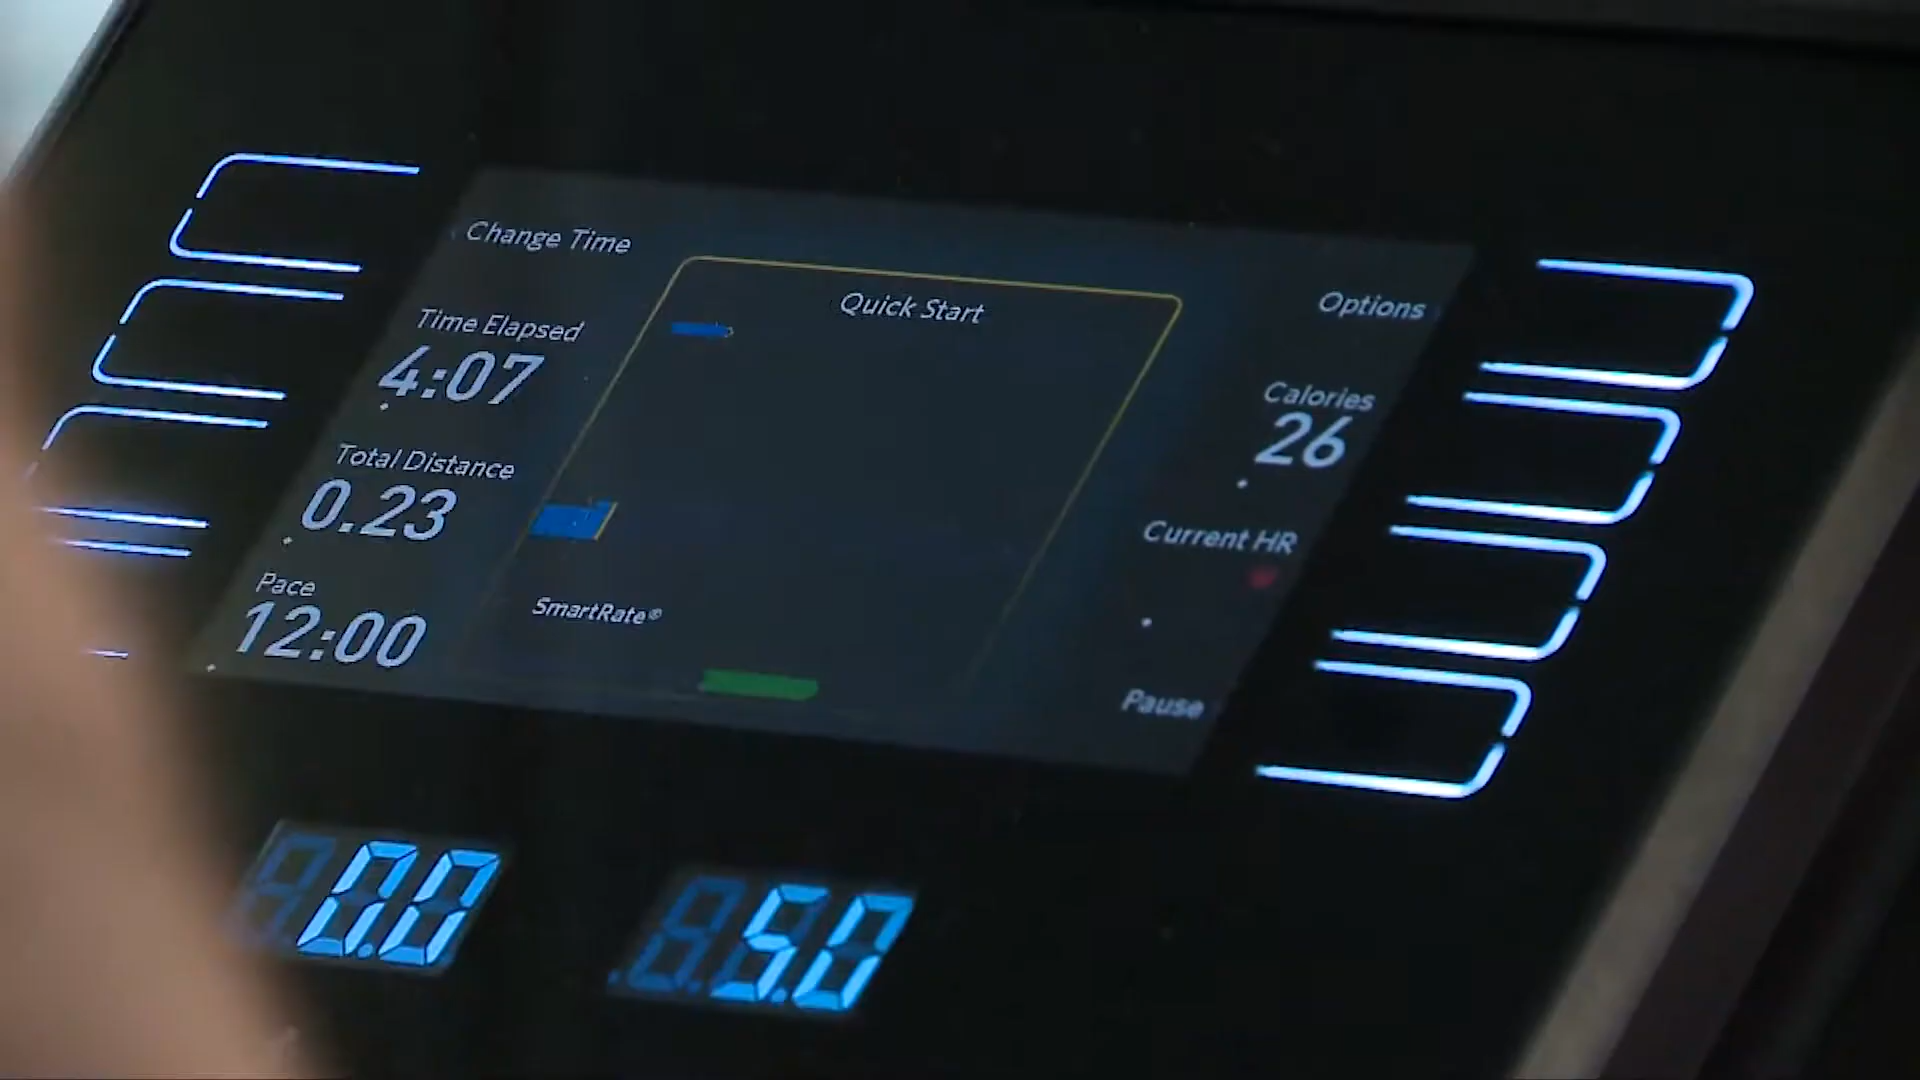 Change Time
Quick Start
Options
Time Elapsed
4:07
Calories
26
Total Distance
0.23
Current HR
Pace
12:00
SmartRate®
Pause
0.0
5.0